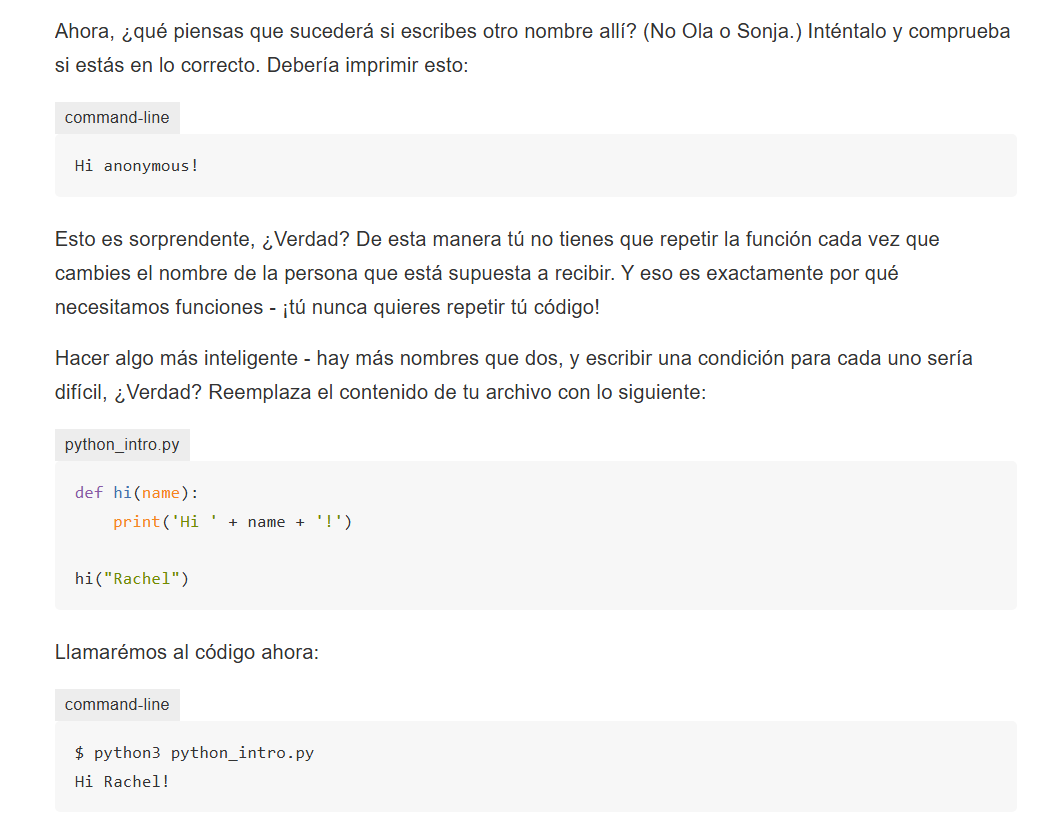 Ahora, ¿qué piensas que sucederá si escribes otro nombre allí? (No Ola o Sonja.) Inténtalo y comprueba
si estás en lo correcto. Debería imprimir esto:
command-line
Hi anonymous!
Esto es sorprendente, ¿Verdad? De esta manera tú no tienes que repetir la función cada vez que
cambies el nombre de la persona que está supuesta a recibir. Y eso es exactamente por qué
necesitamos funciones - ¡tú nunca quieres repetir tú código!
Hacer algo más inteligente - hay más nombres que dos, y escribir una condición para cada uno sería
difícil, ¿Verdad? Reemplaza el contenido de tu archivo con lo siguiente:
python_intro.py
def hi(name):
    print('Hi ' + name + '!')
hi("Rachel")
Llamarémos al código ahora:
command-line
$ python3 python_intro.py
Hi Rachel!